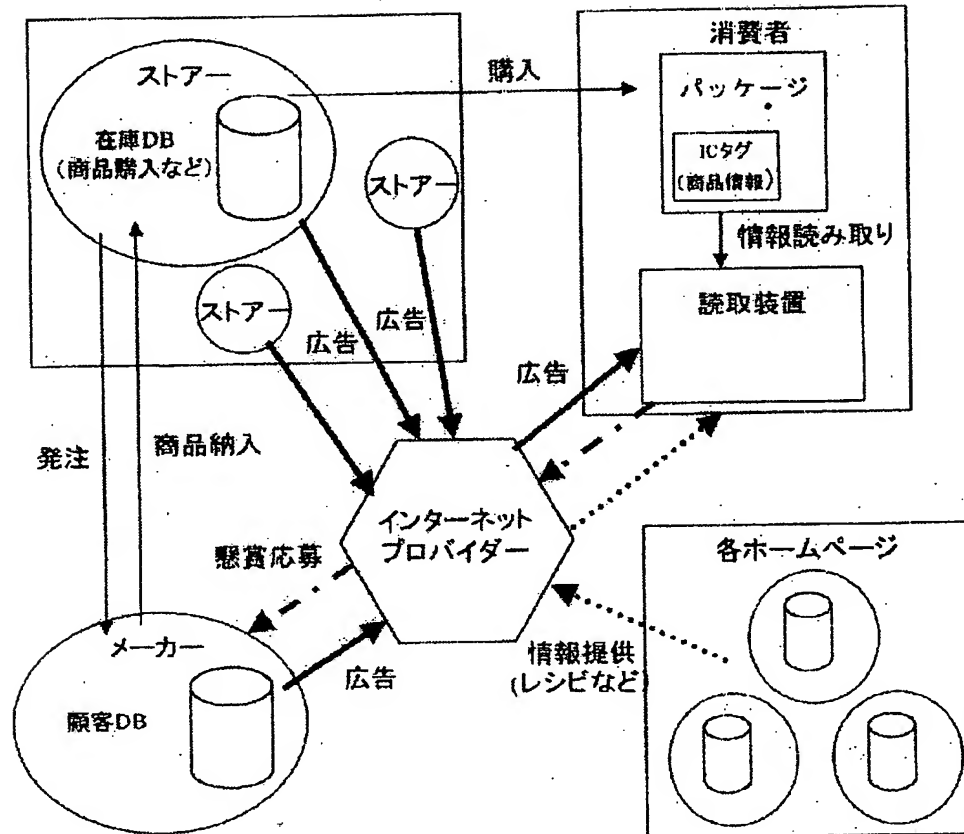 ストアー
在庫DB
(商品購入など)
ストアー
ストアー
購入
消費者
パッケージ
ICタグ
(商品情報)
情報読み取り
読取装置
広告
広告
広告
発注
商品納入
インターネット
プロバイダー
懸賞応募
各ホームページ
メーカー
顧客DB
広告
情報提供
(レシピなど)